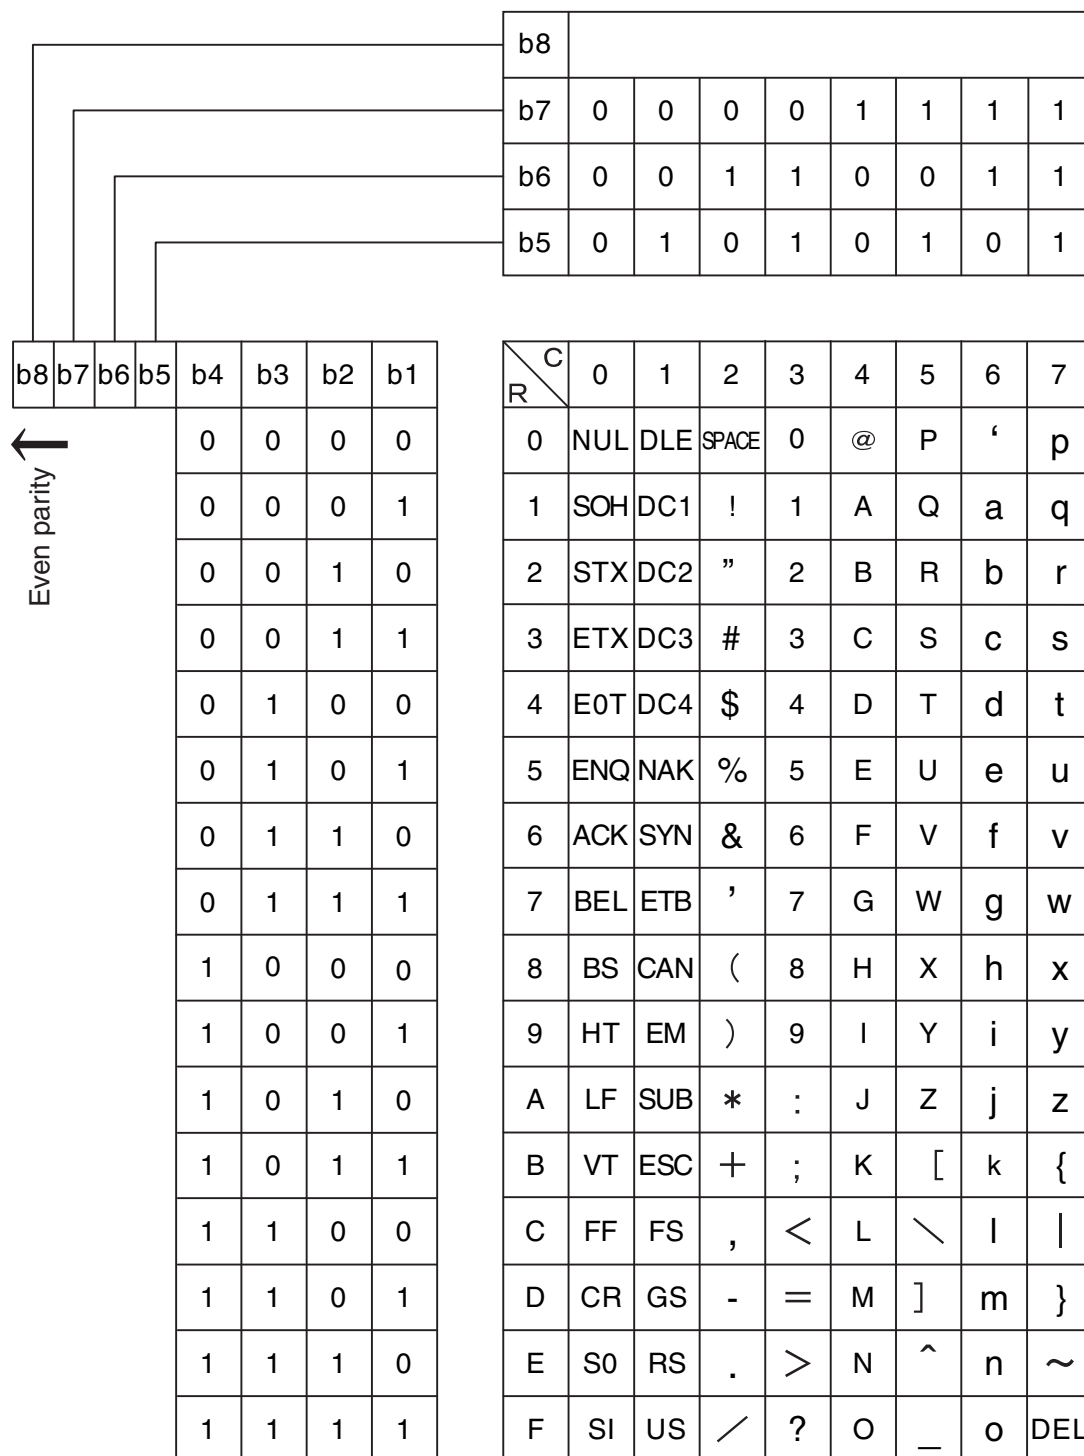 b8
b7 0 0 0 0 1 1 1 1
b6 0 0 1 1 0 0 1 1
b5 0 1 0 1 0 1 0 1
b8 b7 b6 b5 b4 b3 b2 b1 R C 0 1 2 3 4 5 6 7
0 0 0 0 0 NUL DLE SPACE 0 @ P ‘ p
0 0 0 1 1 SOH DC1 ! 1 A Q a q
0 0 1 0 2 STX DC2 ” 2 B R b r
0 0 1 1 3 ETX DC3 # 3 C S c s
0 1 0 0 4 E0T DC4 $ 4 D T d t
0 1 0 1 5 ENQ NAK % 5 E U e u
0 1 1 0 6 ACK SYN & 6 F V f v
0 1 1 1 7 BEL ETB ’ 7 G W g w
1 0 0 0 8 BS CAN ( 8 H X h x
1 0 0 1 9 HT EM ) 9 I Y i y
1 0 1 0 A LF SUB * : J Z j z
1 0 1 1 B VT ESC + ; K [ k {
1 1 0 0 C FF FS , < L \ l |
1 1 0 1 D CR GS - = M ] m }
1 1 1 0 E S0 RS . > N ^ n ~
1 1 1 1 F SI US / ? O _ o DEL
Even parity